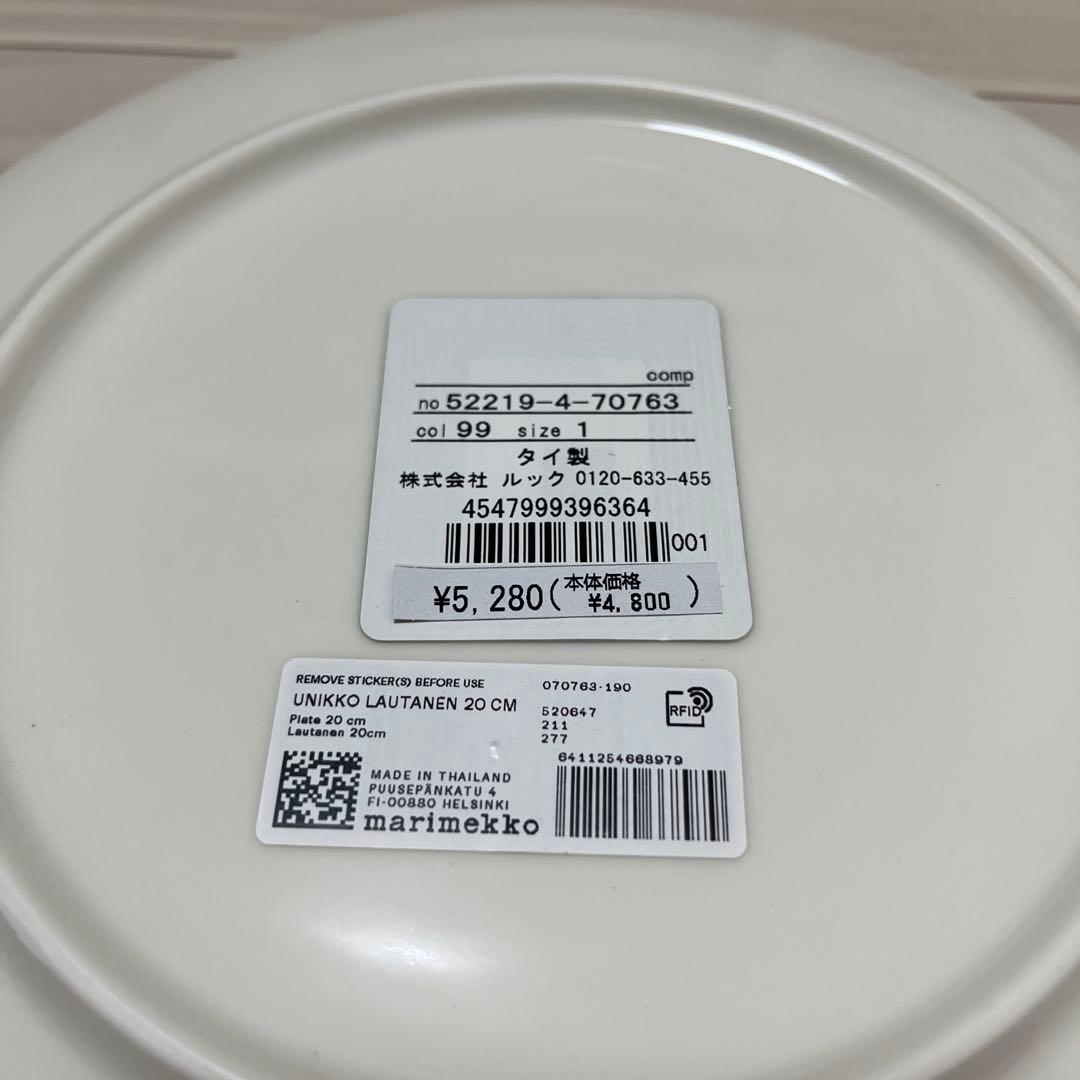 comp
no 52219-4-70763
col 99 size 1
タイ製
株式会社 ルック 0120-633-455
4547999396364
001
¥5,280(本体価格 ¥4,800)
REMOVE STICKER(S) BEFORE USE
UNIKKO LAUTANEN 20 CM
Plate 20 cm
Lautanen 20cm
MADE IN THAILAND
PUUSEPÄNKATU 4
FI-00880 HELSINKI
marimekko
070763-190
520647
211
277
RFID
6411254668979